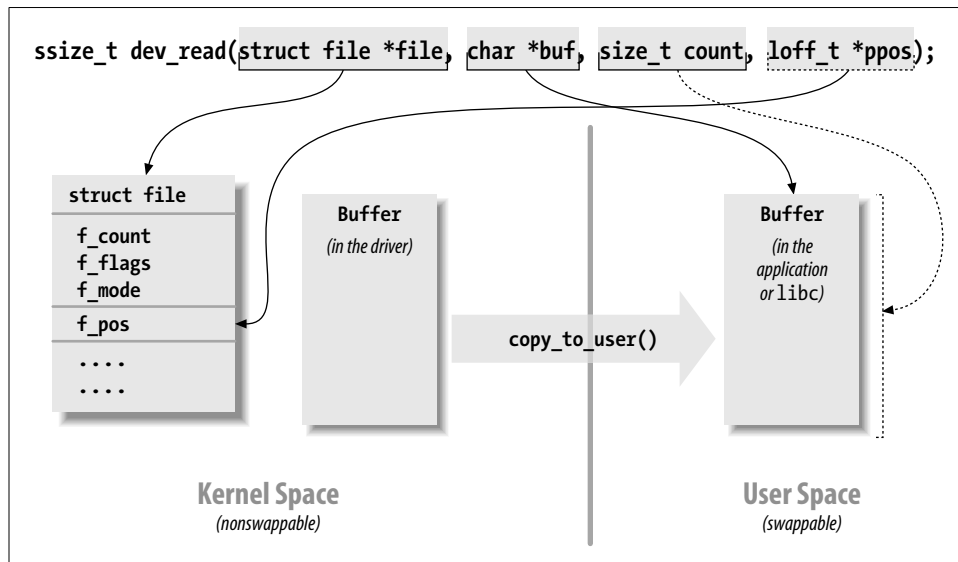 ssize_t dev_read(struct file *file, char *buf, size_t count, loff_t *ppos);
struct file
f_count
f_flags
f_mode
f_pos
....
....
Buffer
(in the driver)
copy_to_user()
Buffer
(in the
application
or libc)
Kernel Space
(nonswappable)
User Space
(swappable)